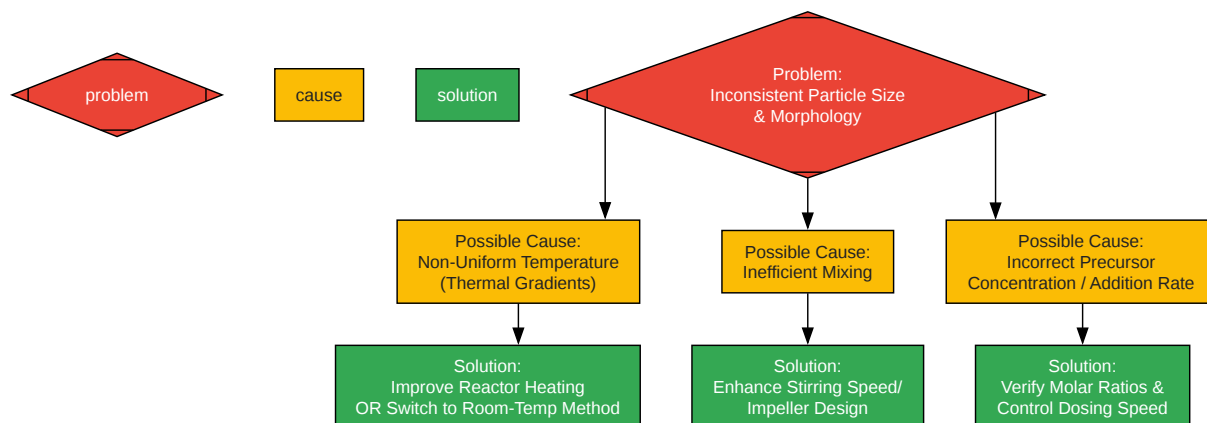 problem
cause
solution
Problem:
Inconsistent Particle Size
& Morphology
Possible Cause:
Non-Uniform Temperature
(Thermal Gradients)
Possible Cause:
Inefficient Mixing
Possible Cause:
Incorrect Precursor
Concentration / Addition Rate
Solution:
Improve Reactor Heating
OR Switch to Room-Temp Method
Solution:
Enhance Stirring Speed/
Impeller Design
Solution:
Verify Molar Ratios &
Control Dosing Speed